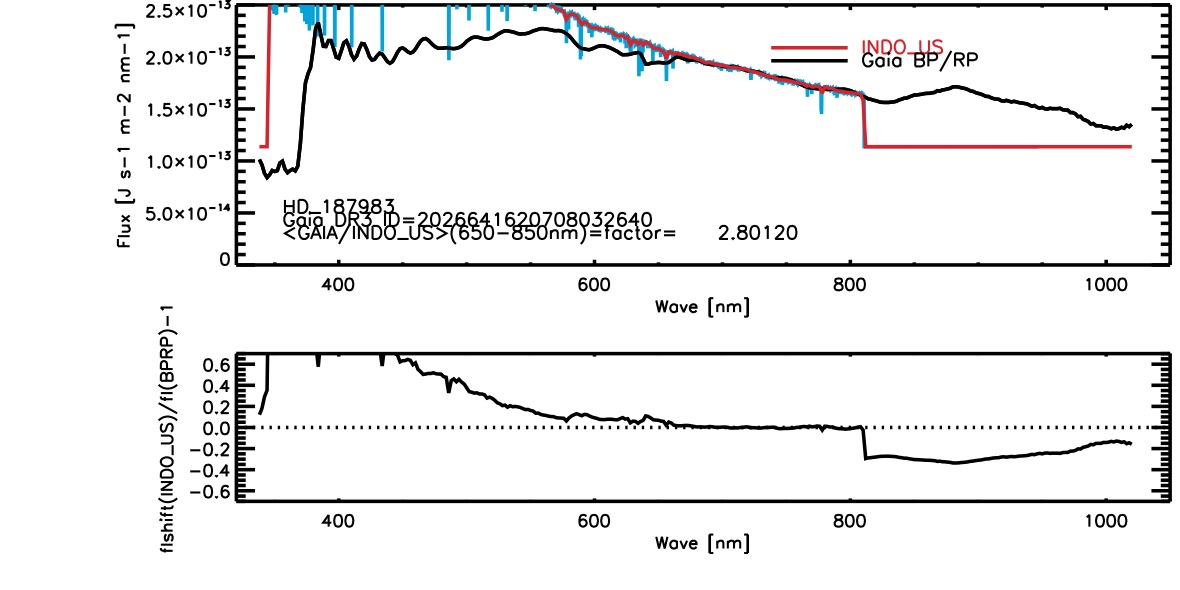 2.5×10−13
2.0×10−13
1.5×10−13
1.0×10−13
5.0×10−14
0
Flux [J s−1 m−2 nm−1]
INDO_US
Gaia BP/RP
HD_187983
Gaia DR3 ID=2026641620708032640
<GAIA/INDO_US>(650−850nm)=factor= 2.80120
400 600 800 1000
Wave [nm]
flshift(INDO_US)/fl(BPRP)−1
0.6
0.4
0.2
0.0
−0.2
−0.4
−0.6
400 600 800 1000
Wave [nm]